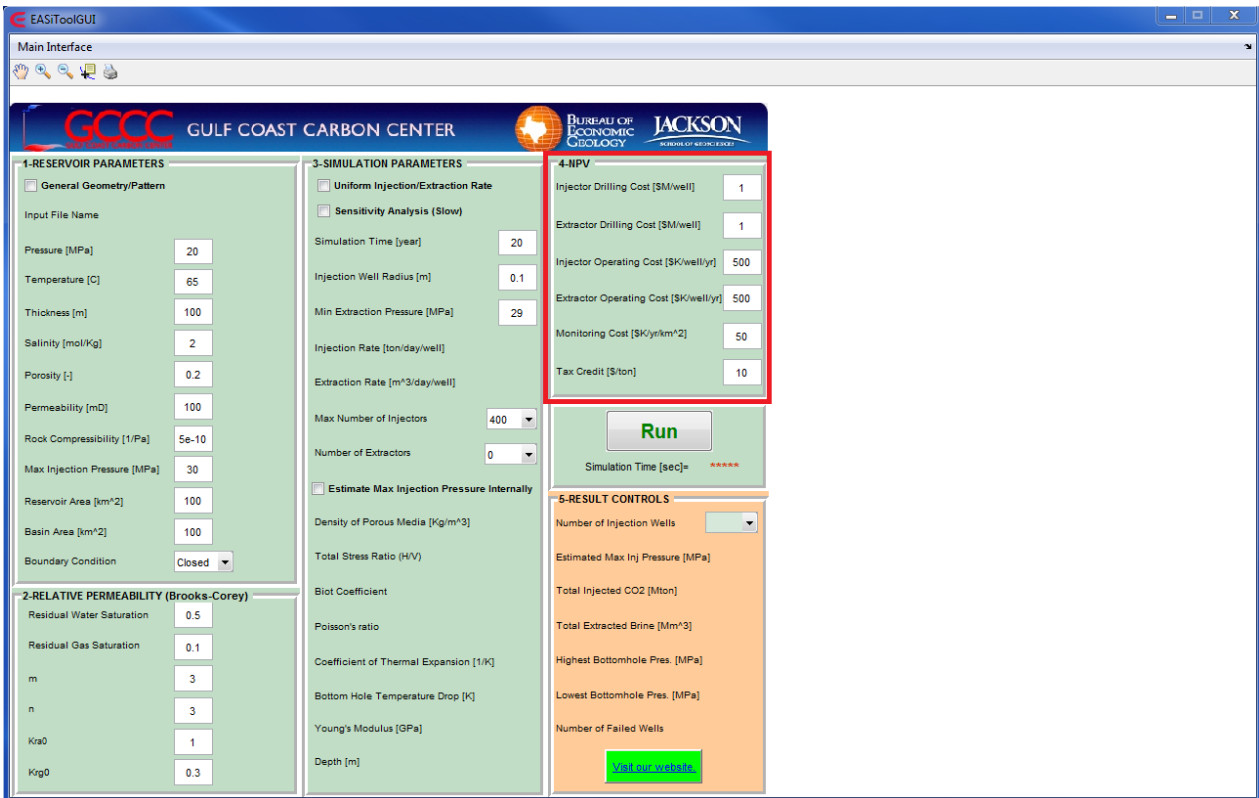 EASiToolGUI
Main Interface
GCCC GULF COAST CARBON CENTER
BUREAU OF ECONOMIC GEOLOGY
JACKSON
SCHOOL OF GEOSCIENCES
1-RESERVOIR PARAMETERS
General Geometry/Pattern
Input File Name
Pressure [MPa] 20
Temperature [C] 65
Thickness [m] 100
Salinity [mol/Kg] 2
Porosity [-] 0.2
Permeability [mD] 100
Rock Compressibility [1/Pa] 5e-10
Max Injection Pressure [MPa] 30
Reservoir Area [km^2] 100
Basin Area [km^2] 100
Boundary Condition Closed
2-RELATIVE PERMEABILITY (Brooks-Corey)
Residual Water Saturation 0.5
Residual Gas Saturation 0.1
m 3
n 3
Kra0 1
Krg0 0.3
3-SIMULATION PARAMETERS
Uniform Injection/Extraction Rate
Sensitivity Analysis (Slow)
Simulation Time [year] 20
Injection Well Radius [m] 0.1
Min Extraction Pressure [MPa] 29
Injection Rate [ton/day/well]
Extraction Rate [m^3/day/well]
Max Number of Injectors 400
Number of Extractors 0
Estimate Max Injection Pressure Internally
Density of Porous Media [Kg/m^3]
Total Stress Ratio (H/V)
Biot Coefficient
Poisson's ratio
Coefficient of Thermal Expansion [1/K]
Bottom Hole Temperature Drop [K]
Young's Modulus [GPa]
Depth [m]
4-NPV
Injector Drilling Cost [$M/well] 1
Extractor Drilling Cost [$M/well] 1
Injector Operating Cost [$K/well/yr] 500
Extractor Operating Cost [$K/well/yr] 500
Monitoring Cost [$K/yr/km^2] 50
Tax Credit [$/ton] 10
Run
Simulation Time [sec]= *****
5-RESULT CONTROLS
Number of Injection Wells
Estimated Max Inj Pressure [MPa]
Total Injected CO2 [Mton]
Total Extracted Brine [Mm^3]
Highest Bottomhole Pres. [MPa]
Lowest Bottomhole Pres. [MPa]
Number of Failed Wells
Visit our website.